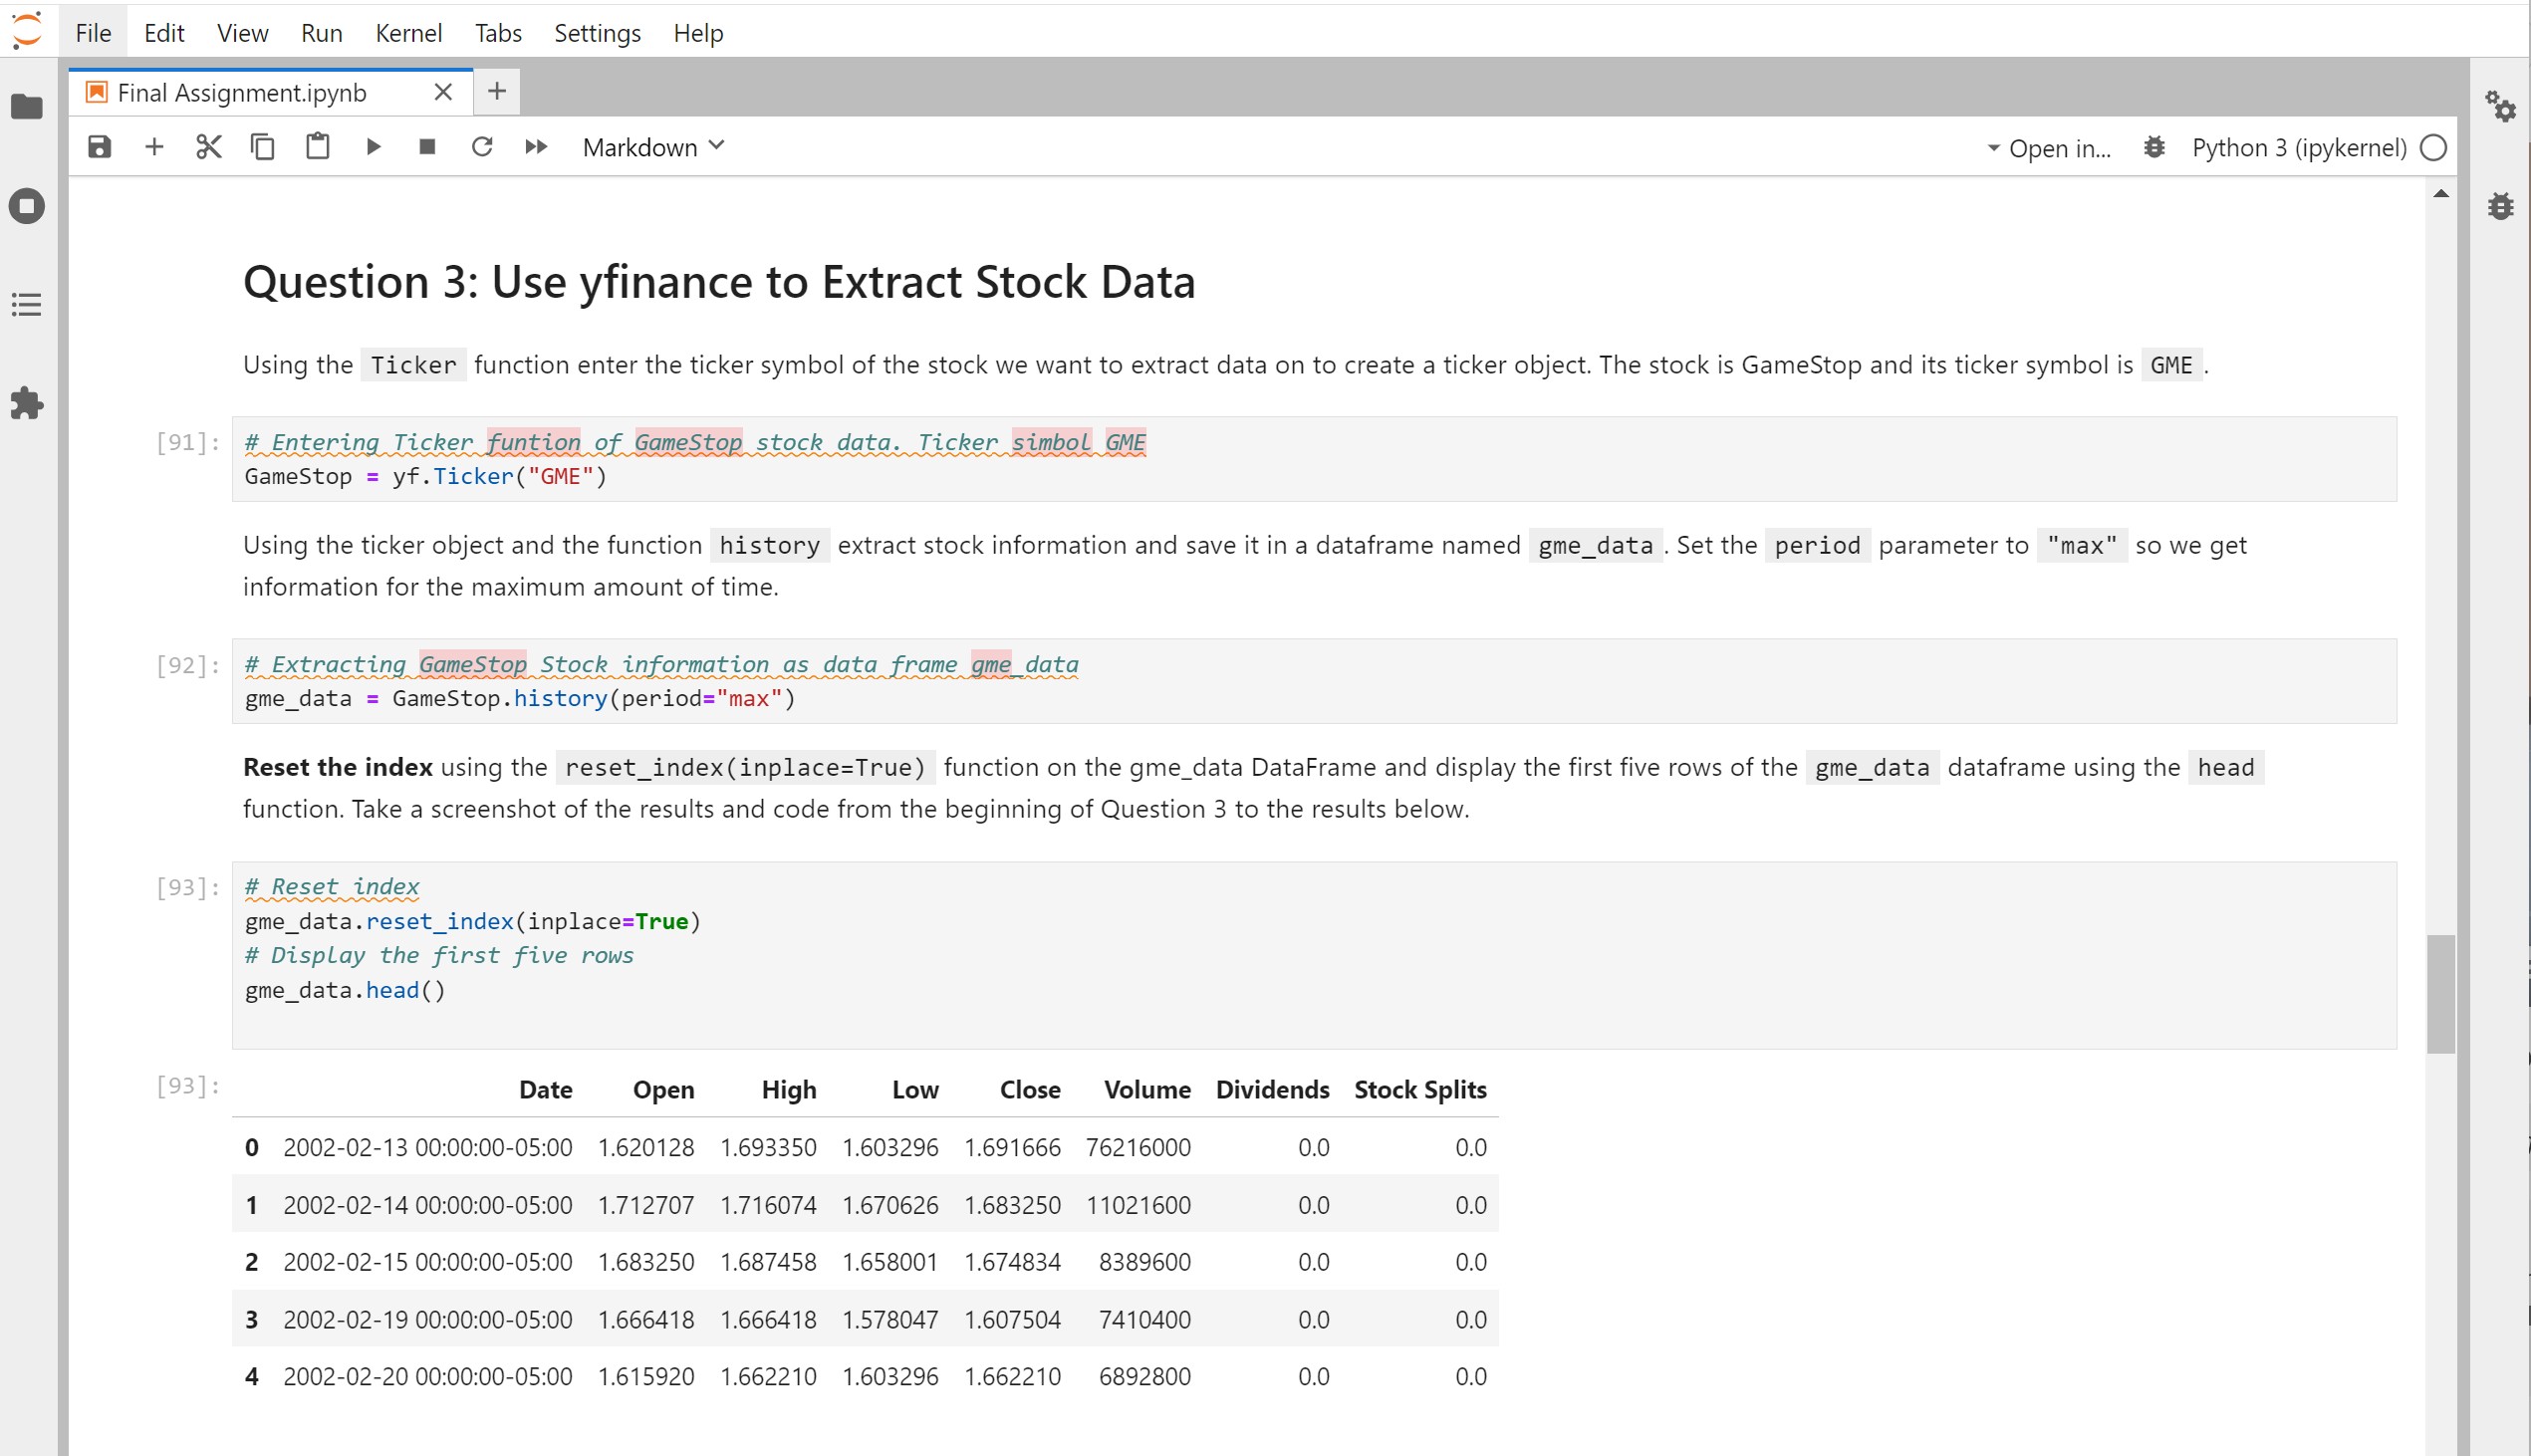 File Edit View Run Kernel Tabs Settings Help
Final Assignment.ipynb
Markdown Open in... Python 3 (ipykernel)
Question 3: Use yfinance to Extract Stock Data
Using the Ticker function enter the ticker symbol of the stock we want to extract data on to create a ticker object. The stock is GameStop and its ticker symbol is GME .
[91]: # Entering Ticker funtion of GameStop stock data. Ticker simbol GME
GameStop = yf.Ticker("GME")
Using the ticker object and the function history extract stock information and save it in a dataframe named gme_data . Set the period parameter to "max" so we get
information for the maximum amount of time.
[92]: # Extracting GameStop Stock information as data frame gme_data
gme_data = GameStop.history(period="max")
Reset the index using the reset_index(inplace=True) function on the gme_data DataFrame and display the first five rows of the gme_data dataframe using the head
function. Take a screenshot of the results and code from the beginning of Question 3 to the results below.
[93]: # Reset index
gme_data.reset_index(inplace=True)
# Display the first five rows
gme_data.head()
[93]: Date Open High Low Close Volume Dividends Stock Splits
0 2002-02-13 00:00:00-05:00 1.620128 1.693350 1.603296 1.691666 76216000 0.0 0.0
1 2002-02-14 00:00:00-05:00 1.712707 1.716074 1.670626 1.683250 11021600 0.0 0.0
2 2002-02-15 00:00:00-05:00 1.683250 1.687458 1.658001 1.674834 8389600 0.0 0.0
3 2002-02-19 00:00:00-05:00 1.666418 1.666418 1.578047 1.607504 7410400 0.0 0.0
4 2002-02-20 00:00:00-05:00 1.615920 1.662210 1.603296 1.662210 6892800 0.0 0.0